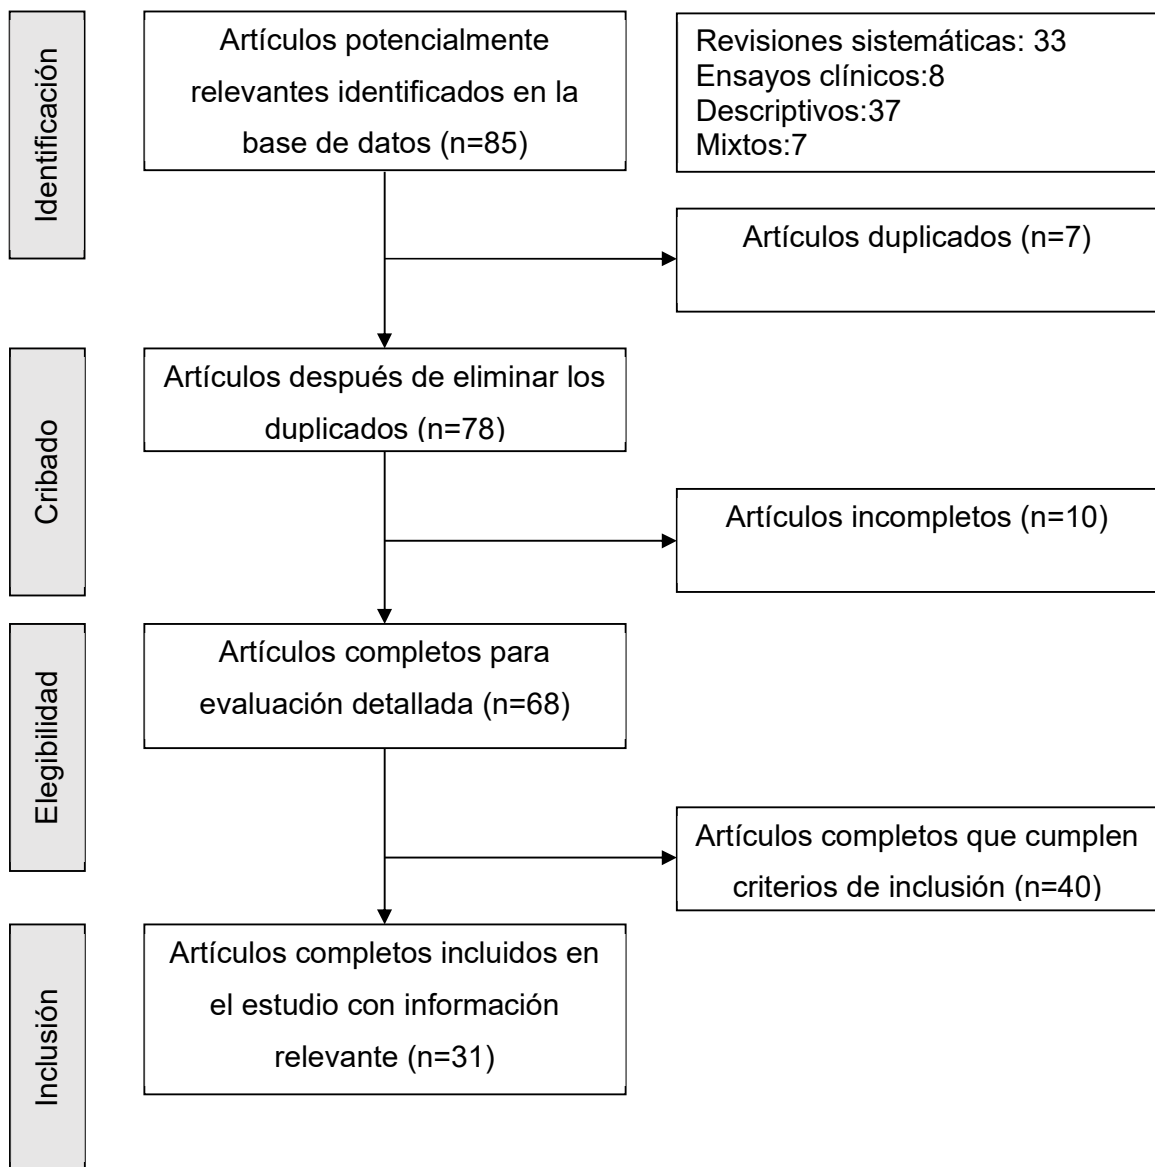 Identificación
Artículos potencialmente
relevantes identificados en la
base de datos (n=85)
Revisiones sistemáticas: 33
Ensayos clínicos:8
Descriptivos:37
Mixtos:7
Artículos duplicados (n=7)
Cribado
Artículos después de eliminar los
duplicados (n=78)
Artículos incompletos (n=10)
Elegibilidad
Artículos completos para
evaluación detallada (n=68)
Artículos completos que cumplen
criterios de inclusión (n=40)
Inclusión
Artículos completos incluidos en
el estudio con información
relevante (n=31)